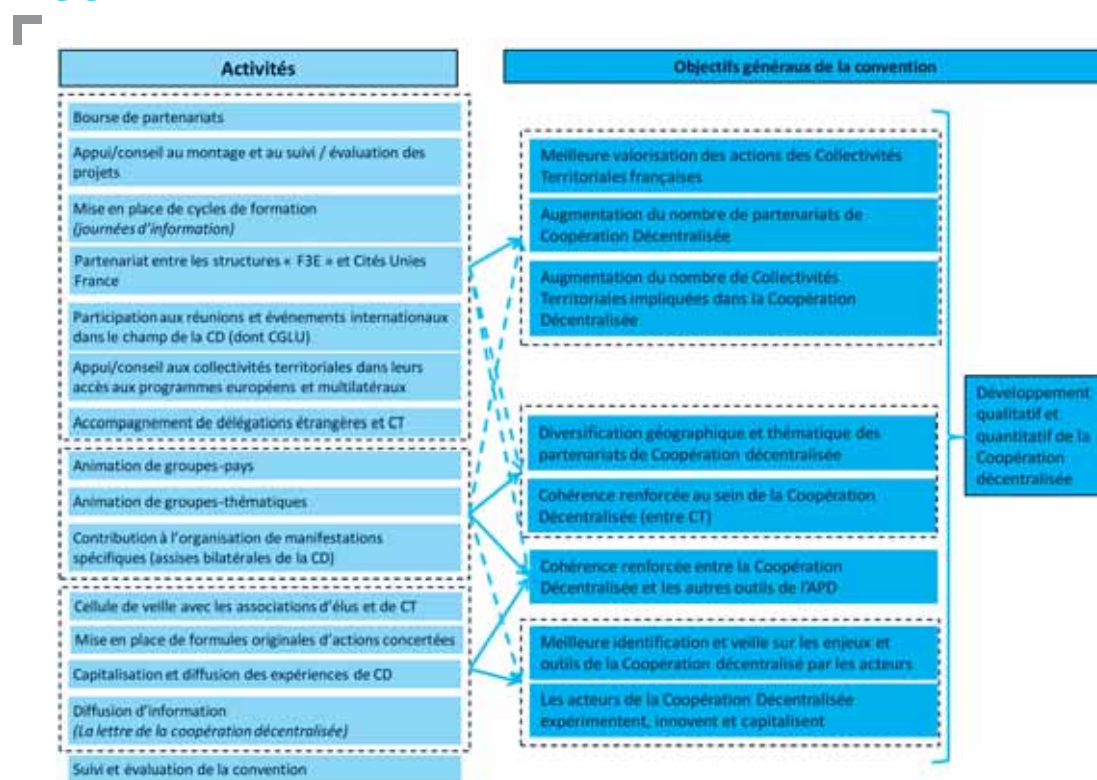 Activités
Bourse de partenariats
Appui/conseil au montage et au suivi / évaluation des
projets
Mise en place de cycles de formation
(journées d'information)
Partenariat entre les structures « F3E » et Cités Unies
France
Participation aux réunions et événements internationaux
dans le champ de la CD (dont CGLU)
Appui/conseil aux collectivités territoriales dans leurs
accès aux programmes européens et multilatéraux
Accompagnement de délégations étrangères et CT
Animation de groupes-pays
Animation de groupes-thématiques
Contribution à l'organisation de manifestations
spécifiques (assises bilatérales de la CD)
Cellule de veille avec les associations d'élus et de CT
Mise en place de formules originales d'actions concertées
Capitalisation et diffusion des expériences de CD
Diffusion d'information
(La lettre de la coopération décentralisée)
Suivi et évaluation de la convention
Objectifs généraux de la convention
Meilleure valorisation des actions des Collectivités
Territoriales françaises
Augmentation du nombre de partenariats de
Coopération Décentralisée
Augmentation du nombre de Collectivités
Territoriales impliquées dans la Coopération
Décentralisée
Diversification géographique et thématique des
partenariats de Coopération décentralisée
Cohérence renforcée au sein de la Coopération
Décentralisée (entre CT)
Cohérence renforcée entre la Coopération
Décentralisée et les autres outils de l'APD
Meilleure identification et veille sur les enjeux et
outils de la Coopération décentralisé par les acteurs
Les acteurs de la Coopération Décentralisée
expérimentent, innovent et capitalisent
Développement
qualitatif et
quantitatif de la
Coopération
décentralisée